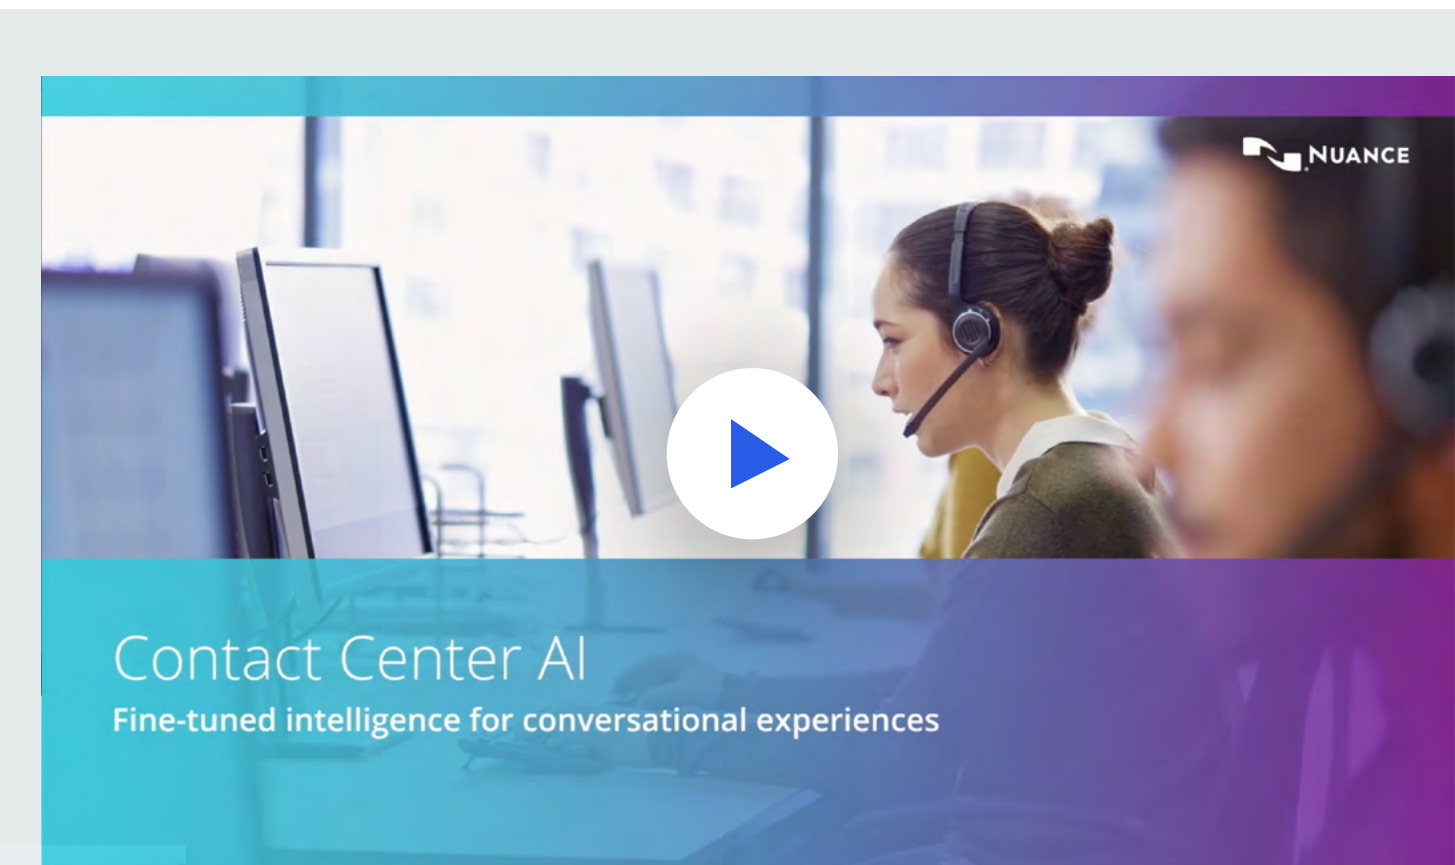 NUANCE
Contact Center AI
Fine-tuned intelligence for conversational experiences